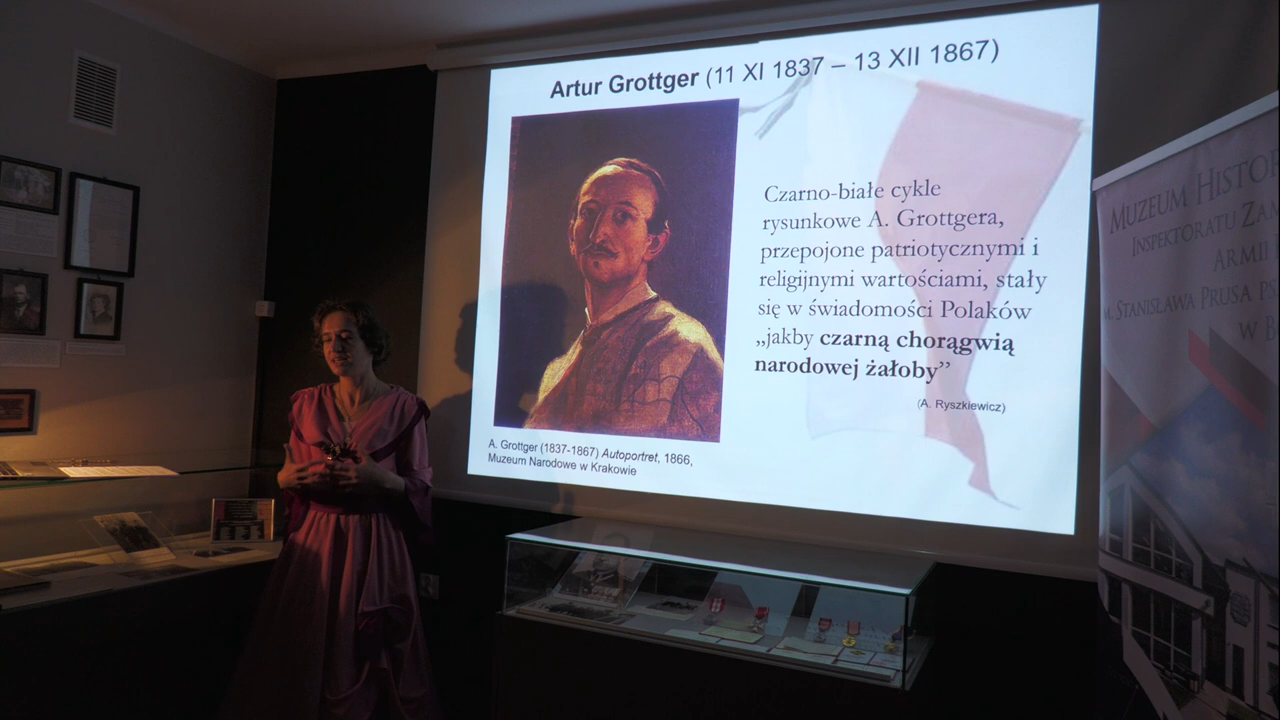 Artur Grottger (11 XI 1837 – 13 XII 1867)
Czarno-białe cykle
rysunkowe A. Grottgera,
przepojone patriotycznymi i
religijnymi wartościami, stały
się w świadomości Polaków
„jakby czarną chorągwią
narodowej żałoby”
(A. Ryszkiewicz)
A. Grottger (1837-1867) Autoportret, 1866,
Muzeum Narodowe w Krakowie
MUZEUM HISTOR
INSPEKTORATU ZAM
ARMII
M. STANISŁAWA PRUSA PS
W B